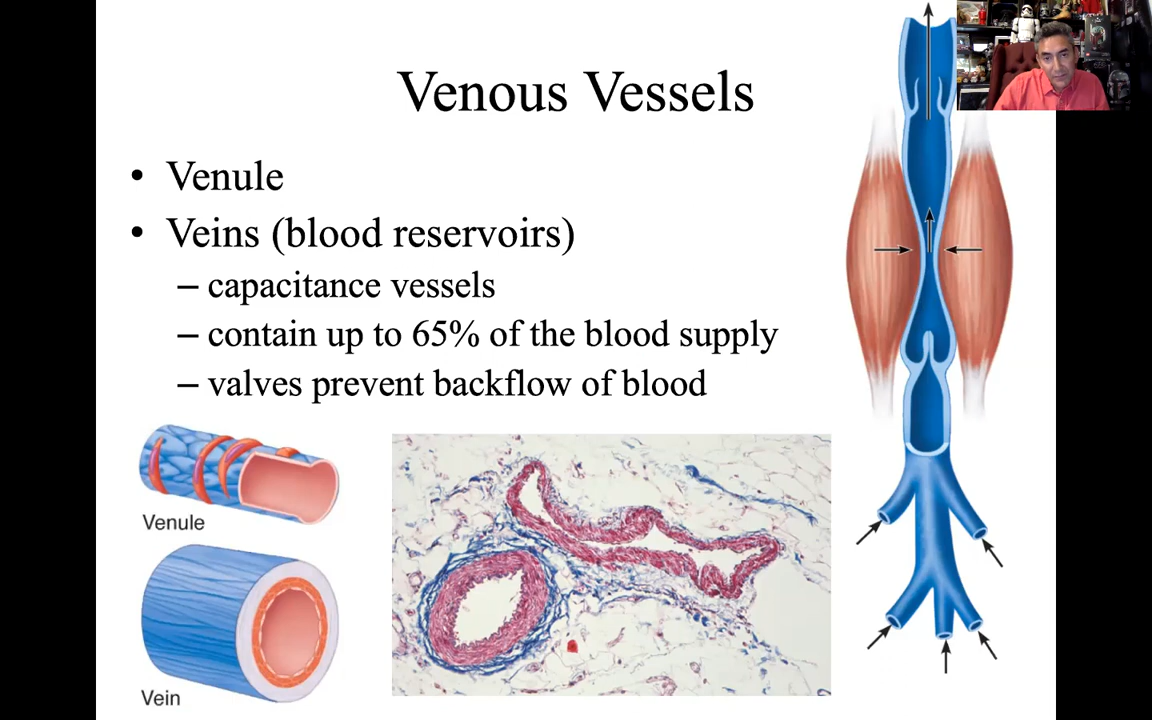 Venous Vessels
• Venule
• Veins (blood reservoirs)
– capacitance vessels
– contain up to 65% of the blood supply
– valves prevent backflow of blood
Venule
Vein